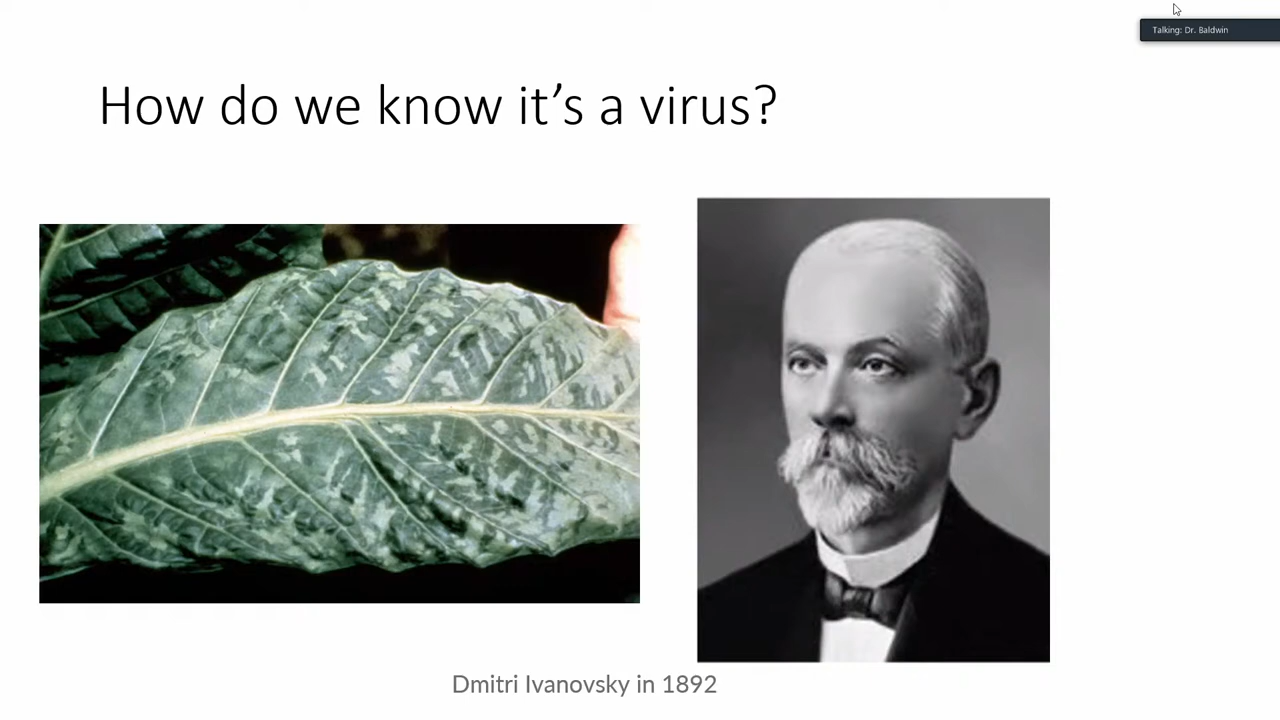 Talking: Dr. Baldwin
How do we know it’s a virus?
Dmitri Ivanovsky in 1892